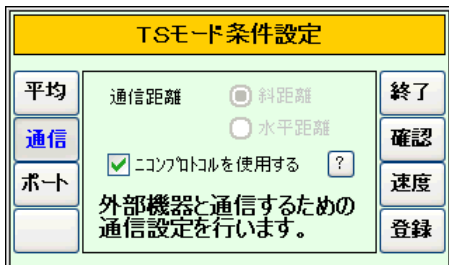 TSモード条件設定
平均
通信距離
斜距離
終了
通信
水平距離
確認
ニコンプロトコルを使用する
?
ポート
速度
外部機器と通信するための
通信設定を行います。
登録